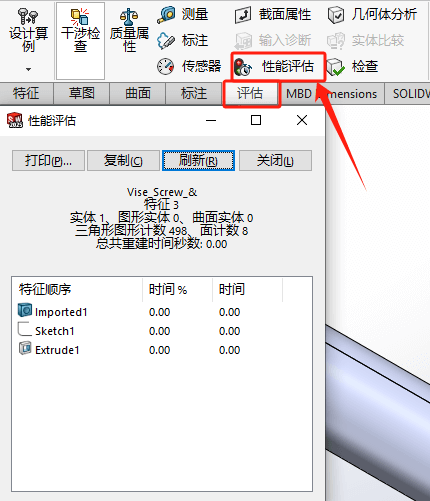 设计算例
干涉检查
质量属性
测量
标注
传感器
截面属性
输入诊断
性能评估
几何体分析
实体比较
检查
特征 草图 曲面 标注 评估 MBD Dimensions SOLIDW
性能评估
打印(P)... 复制(C) 刷新(R) 关闭(L)
Vise_Screw_&
特征 3
实体 1、图形实体 0、曲面实体 0
三角形图形计数 498、面计数 8
总共重建时间秒数: 0.00
特征顺序 时间 % 时间
Imported1 0.00 0.00
Sketch1 0.00 0.00
Extrude1 0.00 0.00